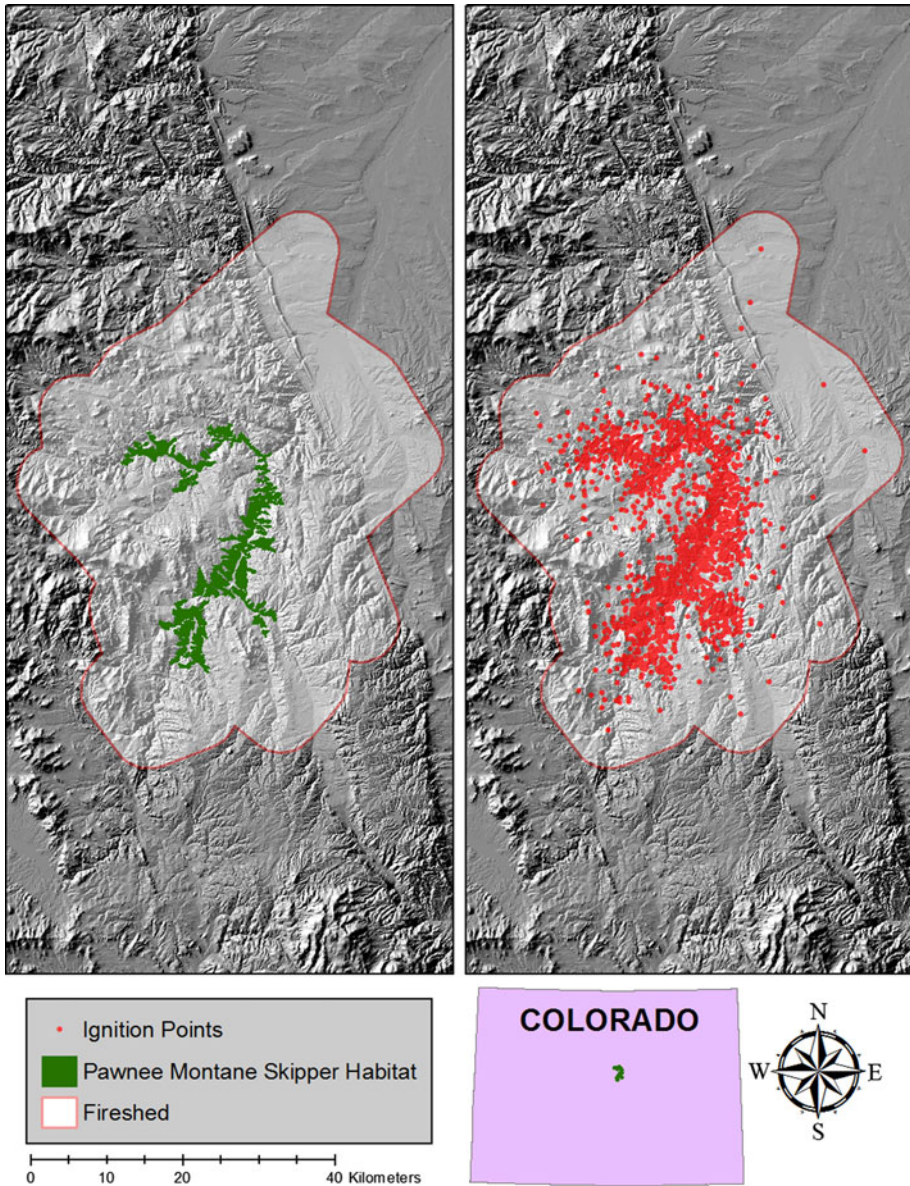 Ignition Points
Pawnee Montane Skipper Habitat
Fireshed
0 10 20 40 Kilometers
COLORADO
N
W E
S